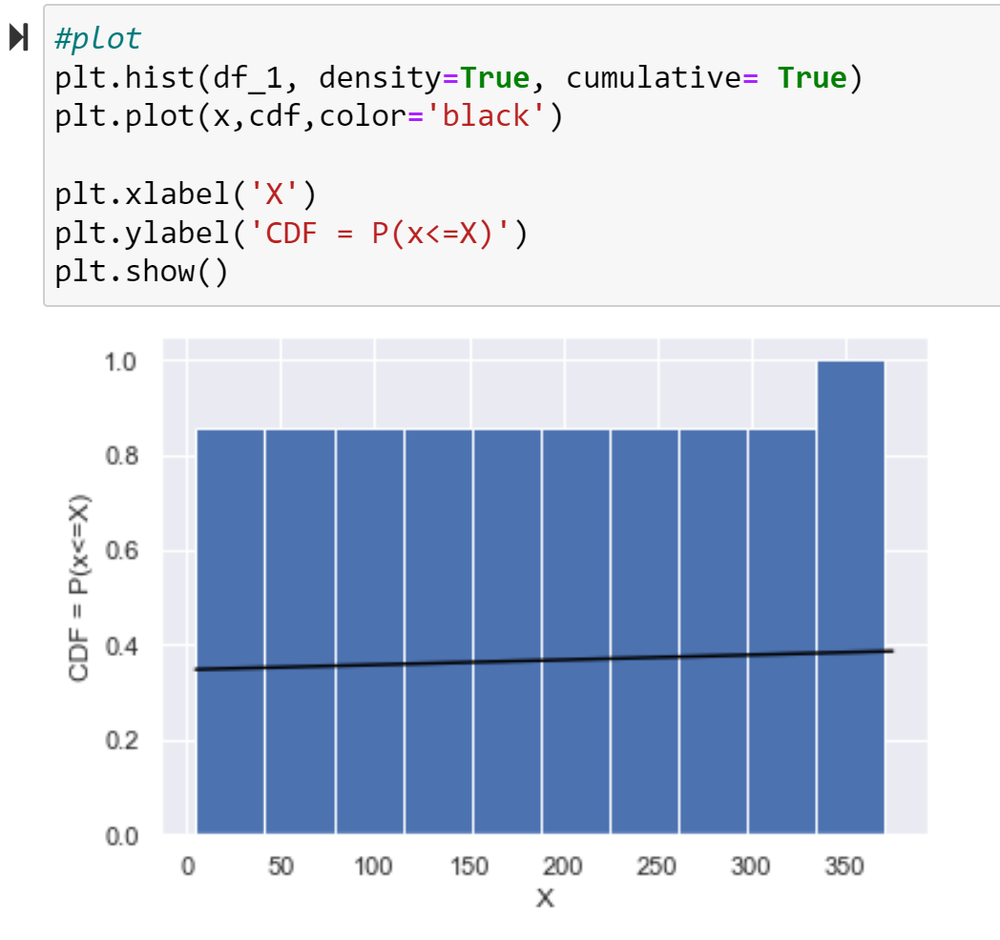 #plot
plt.hist(df_1, density=True, cumulative= True)
plt.plot(x,cdf,color='black')
plt.xlabel('X')
plt.ylabel('CDF = P(x<=X)')
plt.show()
1.0
0.8
0.6
0.4
0.2
0.0
CDF = P(x<=X)
0 50 100 150 200 250 300 350
X